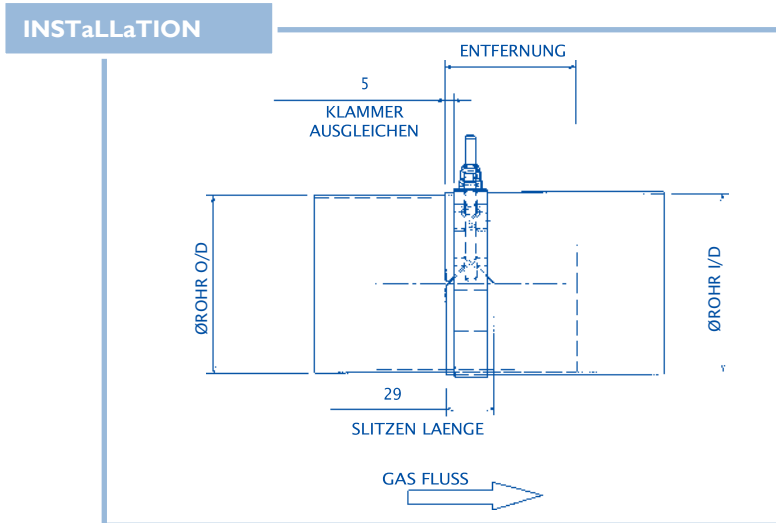 INSTaLLaTION
ENTFERNUNG
5
KLAMMER
AUSGLEICHEN
ØROHR O/D
ØROHR I/D
29
SLITZEN LAENGE
GAS FLUSS